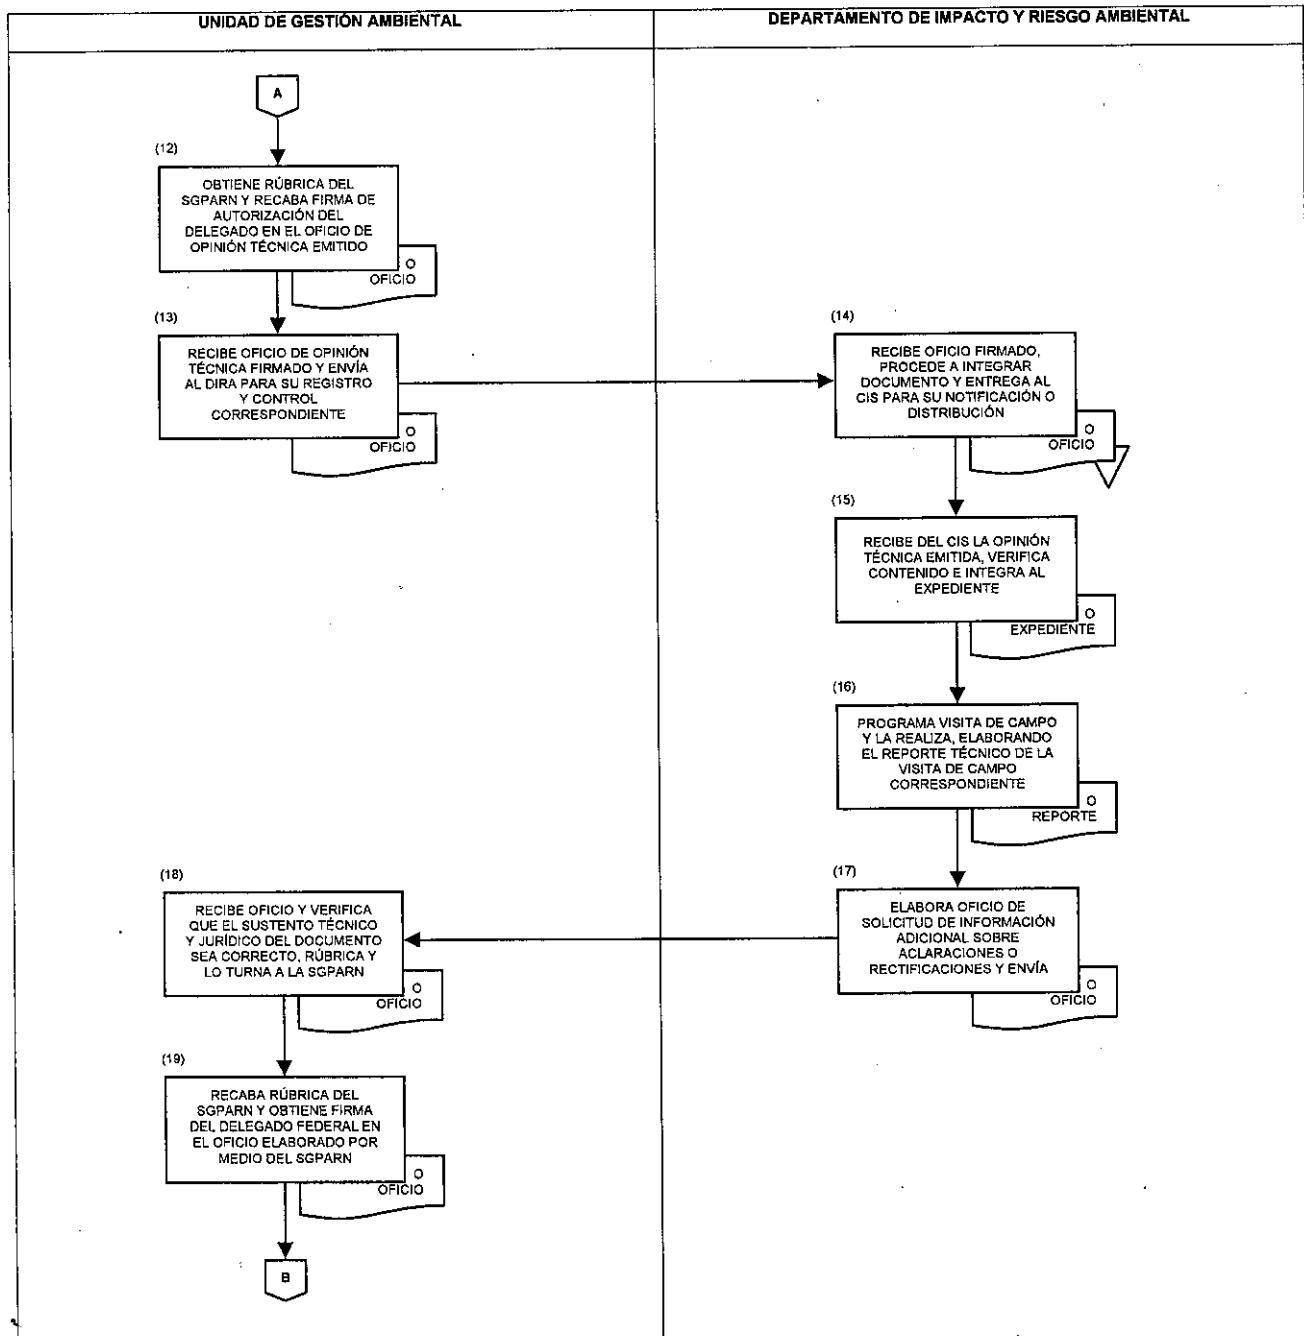 UNIDAD DE GESTIÓN AMBIENTAL
DEPARTAMENTO DE IMPACTO Y RIESGO AMBIENTAL
A
(12)
OBTIENE RÚBRICA DEL
SGPARN Y RECABA FIRMA DE
AUTORIZACIÓN DEL
DELEGADO EN EL OFICIO DE
OPINIÓN TÉCNICA EMITIDO
O
OFICIO
(13)
RECIBE OFICIO DE OPINIÓN
TÉCNICA FIRMADO Y ENVÍA
AL DIRA PARA SU REGISTRO
Y CONTROL
CORRESPONDIENTE
O
OFICIO
(14)
RECIBE OFICIO FIRMADO,
PROCEDE A INTEGRAR
DOCUMENTO Y ENTREGA AL
CIS PARA SU NOTIFICACIÓN O
DISTRIBUCIÓN
O
OFICIO
(15)
RECIBE DEL CIS LA OPINIÓN
TÉCNICA EMITIDA, VERIFICA
CONTENIDO E INTEGRA AL
EXPEDIENTE
O
EXPEDIENTE
(16)
PROGRAMA VISITA DE CAMPO
Y LA REALIZA, ELABORANDO
EL REPORTE TÉCNICO DE LA
VISITA DE CAMPO
CORRESPONDIENTE
O
REPORTE
(17)
ELABORA OFICIO DE
SOLICITUD DE INFORMACIÓN
ADICIONAL SOBRE
ACLARACIONES O
RECTIFICACIONES Y ENVÍA
O
OFICIO
(18)
RECIBE OFICIO Y VERIFICA
QUE EL SUSTENTO TÉCNICO
Y JURÍDICO DEL DOCUMENTO
SEA CORRECTO, RÚBRICA Y
LO TURNA A LA SGPARN
O
OFICIO
(19)
RECABA RÚBRICA DEL
SGPARN Y OBTIENE FIRMA
DEL DELEGADO FEDERAL EN
EL OFICIO ELABORADO POR
MEDIO DEL SGPARN
O
OFICIO
B